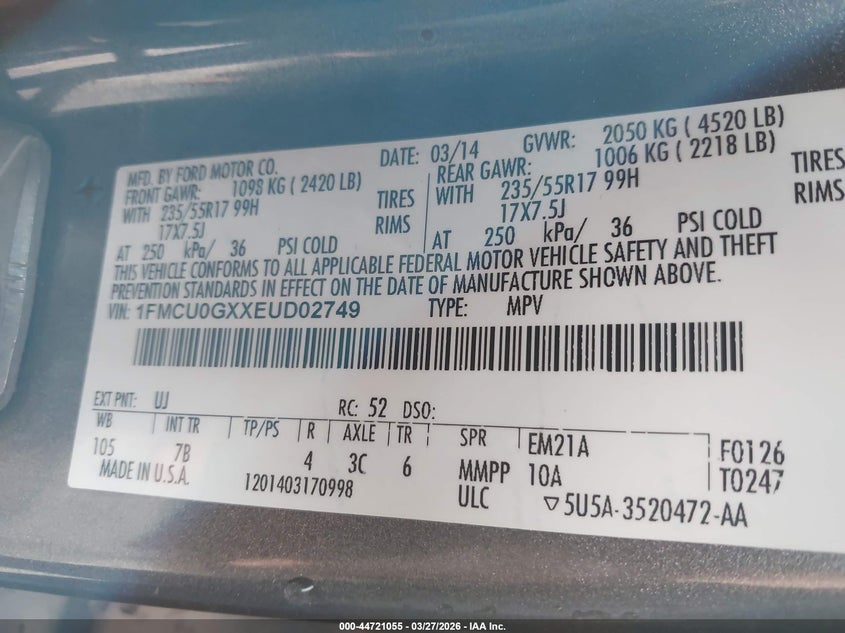 MFD. BY FORD MOTOR CO. DATE: 03/14 GVWR: 2050 KG ( 4520 LB)
FRONT GAWR: 1098 KG ( 2420 LB) REAR GAWR: 1006 KG ( 2218 LB)
WITH 235/55R17 99H TIRES WITH 235/55R17 99H TIRES
17X7.5J RIMS 17X7.5J RIMS
AT 250 kPa/ 36 PSI COLD AT 250 kPa/ 36 PSI COLD
THIS VEHICLE CONFORMS TO ALL APPLICABLE FEDERAL MOTOR VEHICLE SAFETY AND THEFT
PREVENTION STANDARDS IN EFFECT ON THE DATE OF MANUFACTURE SHOWN ABOVE.
VIN: 1FMCU0GXXEUD02749 TYPE: MPV
EXT PNT: UJ RC: 52 DSO:
WB INT TR TP/PS R AXLE TR SPR EM21A F0126
105 7B 4 3C 6 MMPP 10A T0247
MADE IN U.S.A. 1201403170998 ULC ▽5U5A-3520472-AA
000-44721055 — 03/27/2026 — IAA Inc.